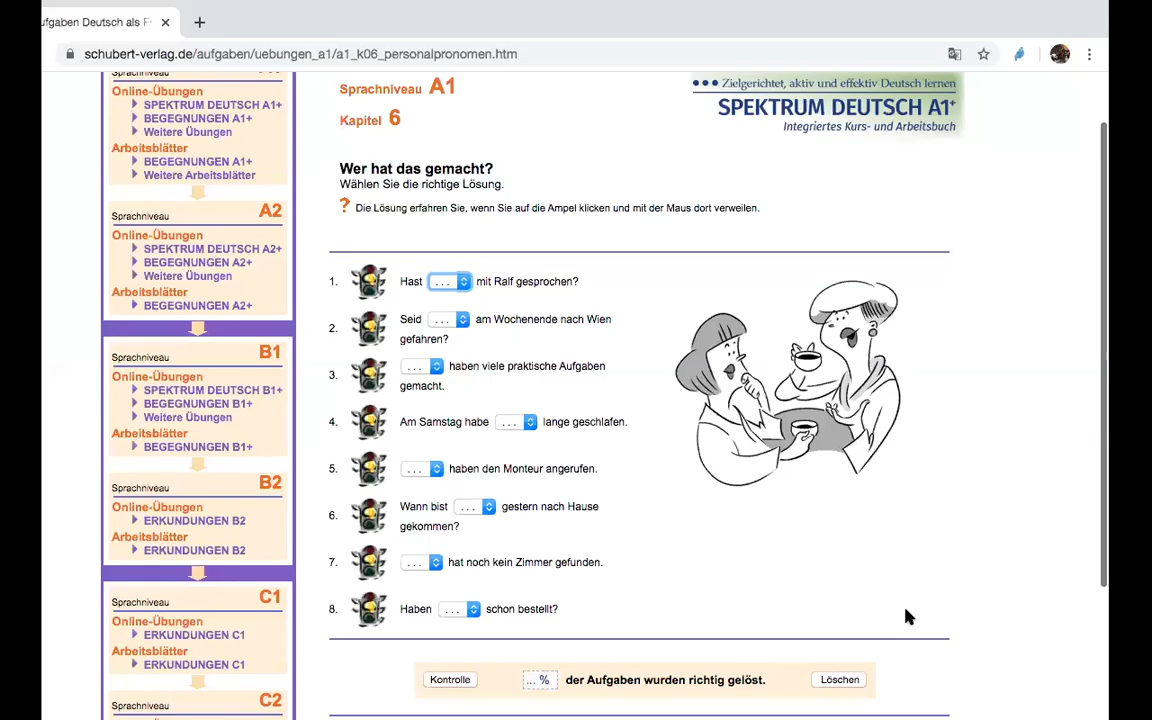 ufgaben Deutsch als F
schubert-verlag.de/aufgaben/uebungen_a1/a1_k06_personalpronomen.htm
Sprachniveau
Online-Übungen
SPEKTRUM DEUTSCH A1+
BEGEGNUNGEN A1+
Weitere Übungen
Arbeitsblätter
BEGEGNUNGEN A1+
Weitere Arbeitsblätter
Sprachniveau A2
Online-Übungen
SPEKTRUM DEUTSCH A2+
BEGEGNUNGEN A2+
Weitere Übungen
Arbeitsblätter
BEGEGNUNGEN A2+
Sprachniveau B1
Online-Übungen
SPEKTRUM DEUTSCH B1+
BEGEGNUNGEN B1+
Weitere Übungen
Arbeitsblätter
BEGEGNUNGEN B1+
Sprachniveau B2
Online-Übungen
ERKUNDUNGEN B2
Arbeitsblätter
ERKUNDUNGEN B2
Sprachniveau C1
Online-Übungen
ERKUNDUNGEN C1
Arbeitsblätter
ERKUNDUNGEN C1
Sprachniveau C2
Sprachniveau A1
Kapitel 6
••• Zielgerichtet, aktiv und effektiv Deutsch lernen
SPEKTRUM DEUTSCH A1+
Integriertes Kurs- und Arbeitsbuch
Wer hat das gemacht?
Wählen Sie die richtige Lösung.
? Die Lösung erfahren Sie, wenn Sie auf die Ampel klicken und mit der Maus dort verweilen.
1. Hast ... mit Ralf gesprochen?
2. Seid ... am Wochenende nach Wien
gefahren?
3. ... haben viele praktische Aufgaben
gemacht.
4. Am Samstag habe ... lange geschlafen.
5. ... haben den Monteur angerufen.
6. Wann bist ... gestern nach Hause
gekommen?
7. ... hat noch kein Zimmer gefunden.
8. Haben ... schon bestellt?
Kontrolle ... % der Aufgaben wurden richtig gelöst. Löschen